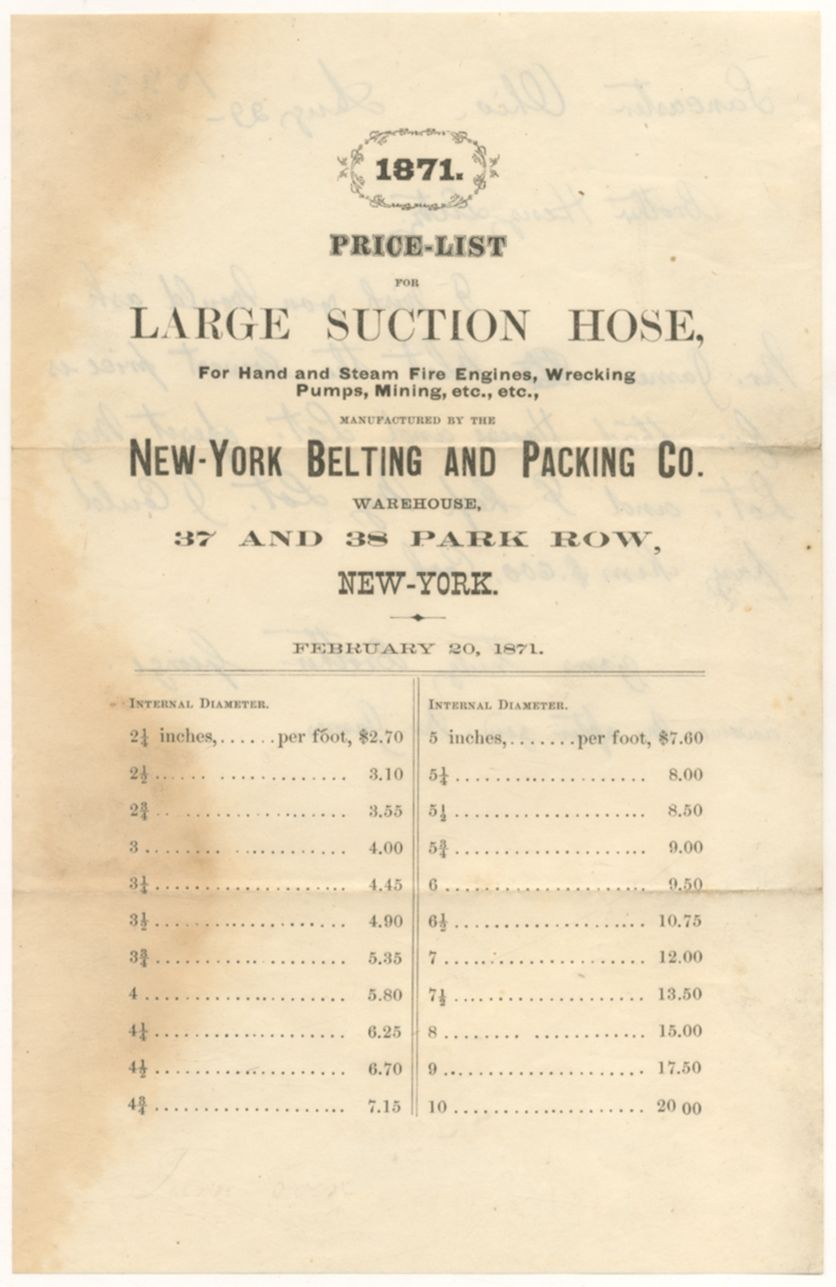 1871.
PRICE-LIST
FOR
LARGE SUCTION HOSE,
For Hand and Steam Fire Engines, Wrecking
Pumps, Mining, etc., etc.,
MANUFACTURED BY THE
NEW-YORK BELTING AND PACKING CO.
WAREHOUSE,
37 AND 38 PARK ROW,
NEW-YORK.
FEBRUARY 20, 1871.
INTERNAL DIAMETER.
2¼ inches,......per foot, $2.70
2½ .................... 3.10
2¾ .................... 3.55
3 .................... 4.00
3¼ .................... 4.45
3½ .................... 4.90
3¾ .................... 5.35
4 .................... 5.80
4¼ .................... 6.25
4½ .................... 6.70
4¾ .................... 7.15
INTERNAL DIAMETER.
5 inches,.......per foot, $7.60
5¼ .................... 8.00
5½ .................... 8.50
5¾ .................... 9.00
6 .................... 9.50
6½ .................... 10.75
7 .................... 12.00
7½ .................... 13.50
8 .................... 15.00
9 .................... 17.50
10 .................... 20 00
Turn over